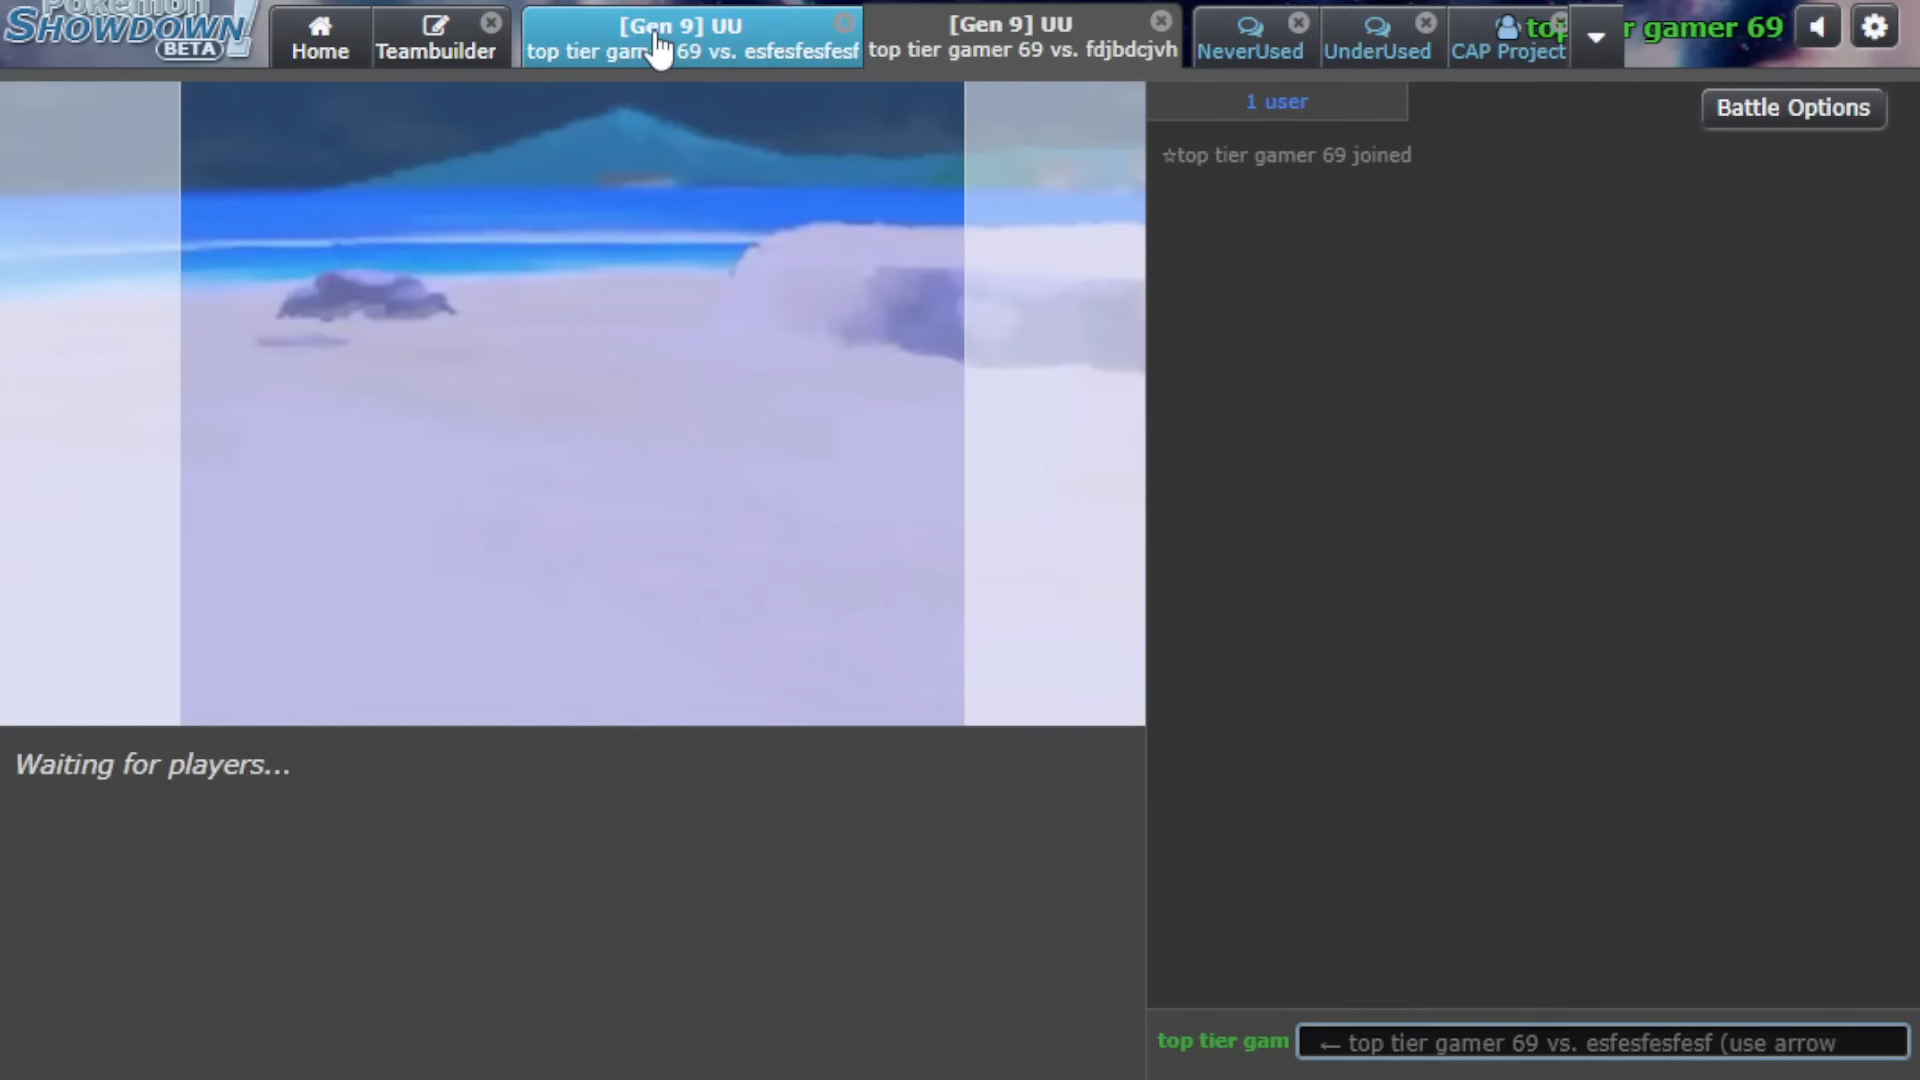 Pokémon
SHOWDOWN!
BETA
Home
Teambuilder
[Gen 9] UU
top tier gam 69 vs. esfesfesfesf
[Gen 9] UU
top tier gamer 69 vs. fdjbdcjvh
NeverUsed
UnderUsed
CAP Project
top r gamer 69
1 user
Battle Options
☆top tier gamer 69 joined
Waiting for players...
top tier gam
← top tier gamer 69 vs. esfesfesfesf (use arrow